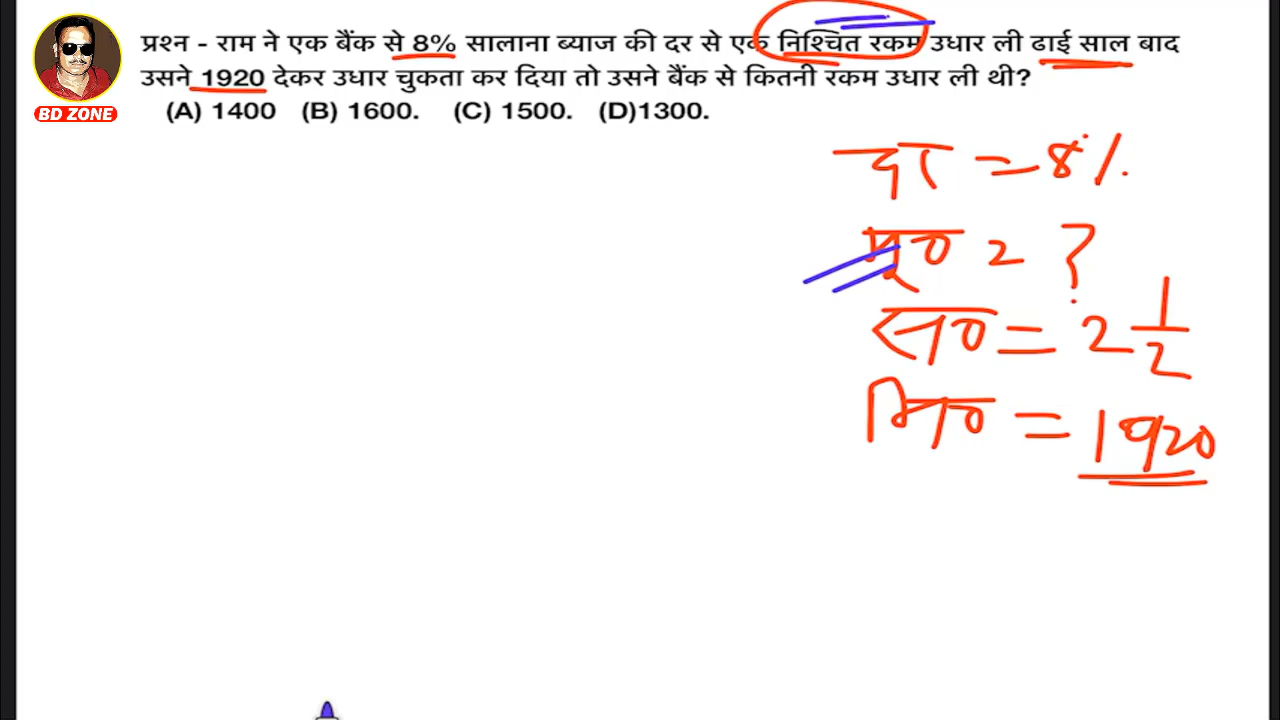 प्रश्न - राम ने एक बैंक से 8% सालाना ब्याज की दर से एक निश्चित रकम उधार ली ढाई साल बाद
उसने 1920 देकर उधार चुकता कर दिया तो उसने बैंक से कितनी रकम उधार ली थी?
(A) 1400 (B) 1600. (C) 1500. (D)1300.
BD ZONE
दर = 8%
मू० = ?
स० = 2 1/2
मि० = 1920